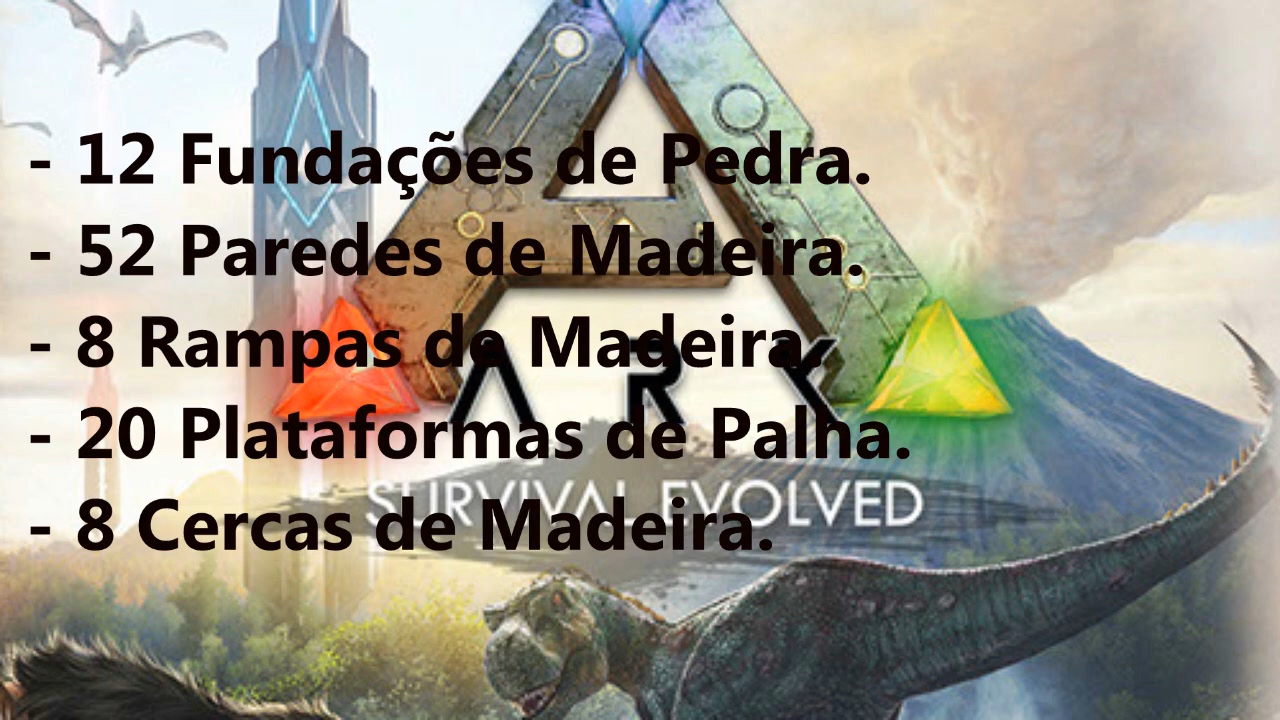 - 12 Fundações de Pedra.
- 52 Paredes de Madeira.
- 8 Rampas de Madeira.
ARK
- 20 Plataformas de Palha.
SURVIVAL EVOLVED
- 8 Cercas de Madeira.